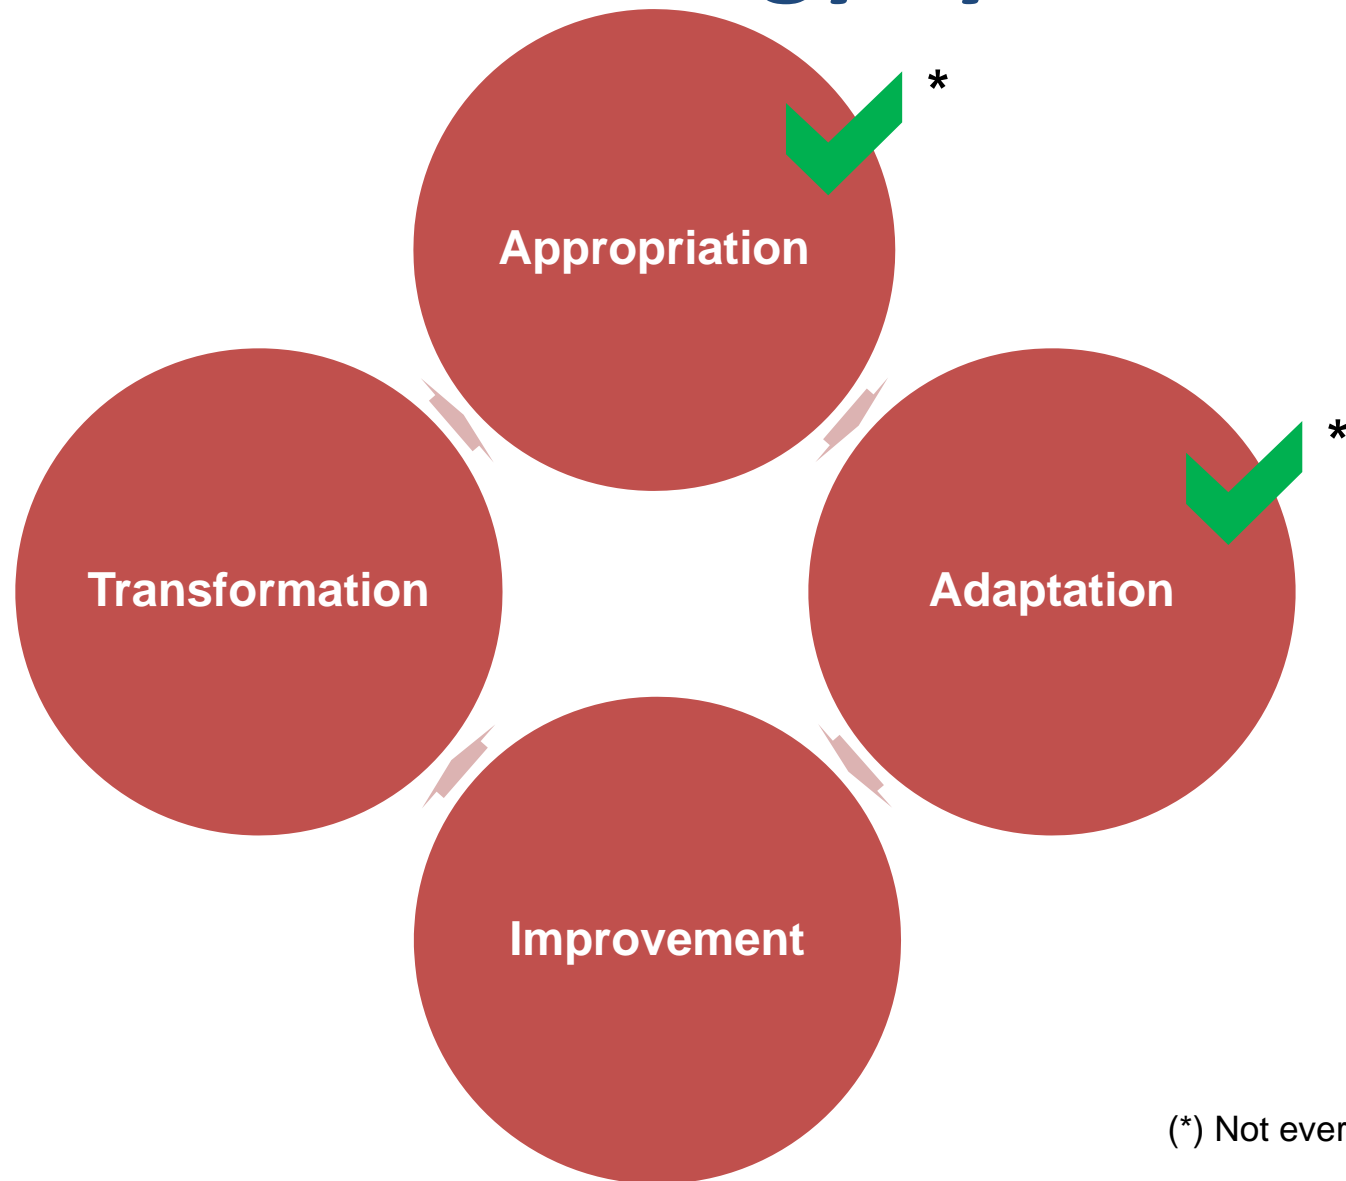 *
Appropriation
*
Transformation
Adaptation
Improvement
(*) Not ever